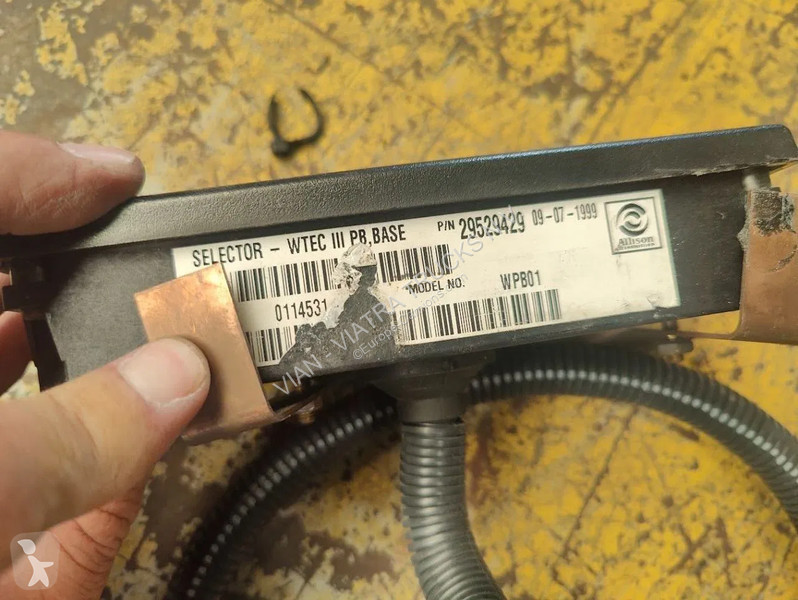 SELECTOR - WTEC III PB,BASE P/N 29529429 09-07-1999
Allison
0114531
MODEL NO. WPB01
VIAN - VIATRA TRUCKS N.V